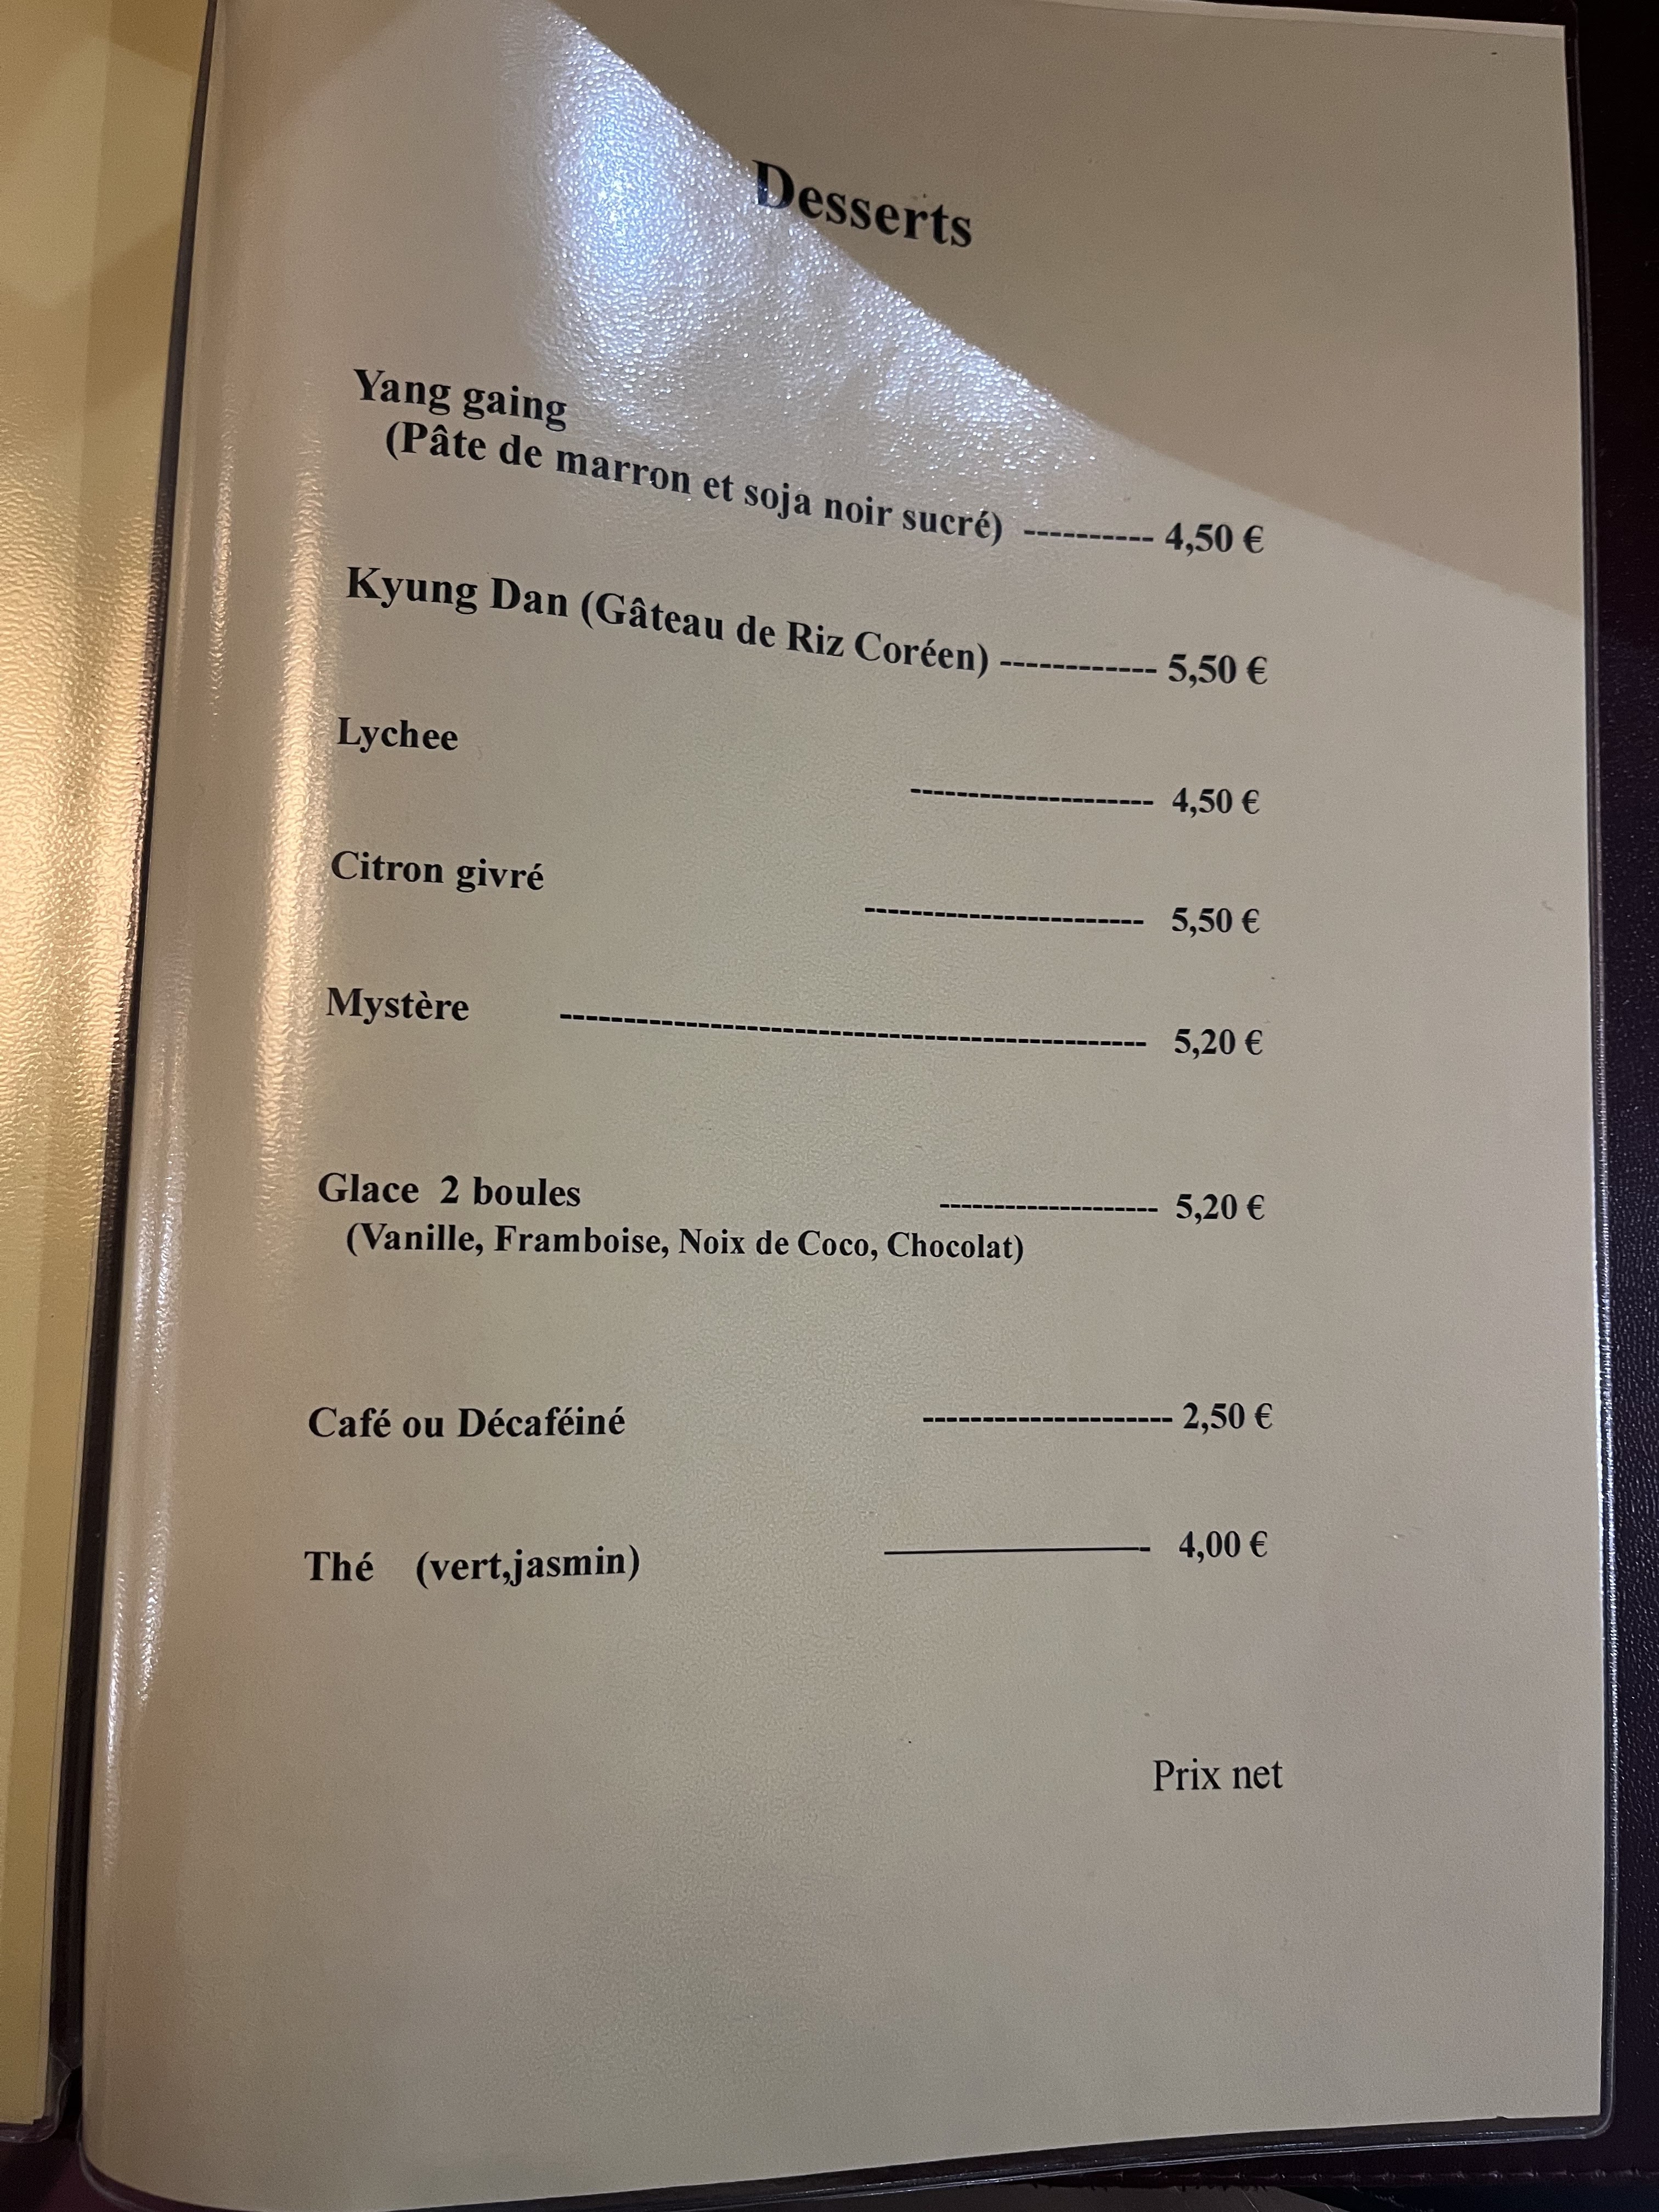 Desserts
Yang gaing
(Pâte de marron et soja noir sucré) ---------- 4,50 €
Kyung Dan (Gâteau de Riz Coréen) ------------ 5,50 €
Lychee
--------------------- 4,50 €
Citron givré
------------------------ 5,50 €
Mystère -------------------------------------------------- 5,20 €
Glace 2 boules ------------------- 5,20 €
(Vanille, Framboise, Noix de Coco, Chocolat)
Café ou Décaféiné --------------------- 2,50 €
Thé (vert,jasmin) ———————- 4,00 €
Prix net